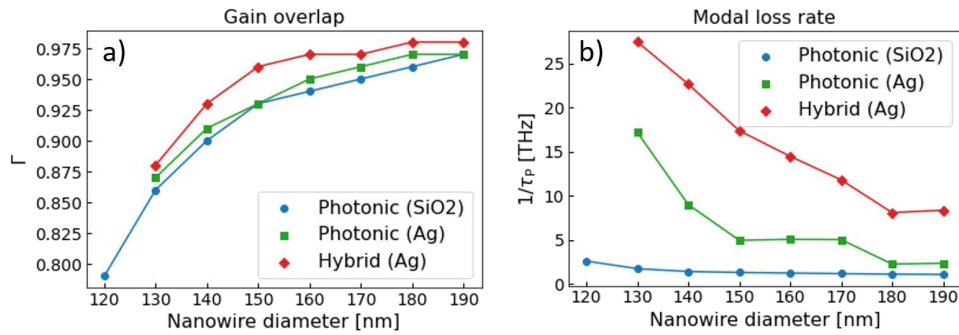 Gain overlap
a)
0.975
0.950
0.925
0.900
0.875
0.850
0.825
0.800
Γ
Photonic (SiO2)
Photonic (Ag)
Hybrid (Ag)
120 130 140 150 160 170 180 190
Nanowire diameter [nm]
Modal loss rate
b)
25
20
15
10
5
0
1/τₚ [THz]
Photonic (SiO2)
Photonic (Ag)
Hybrid (Ag)
120 130 140 150 160 170 180 190
Nanowire diameter [nm]